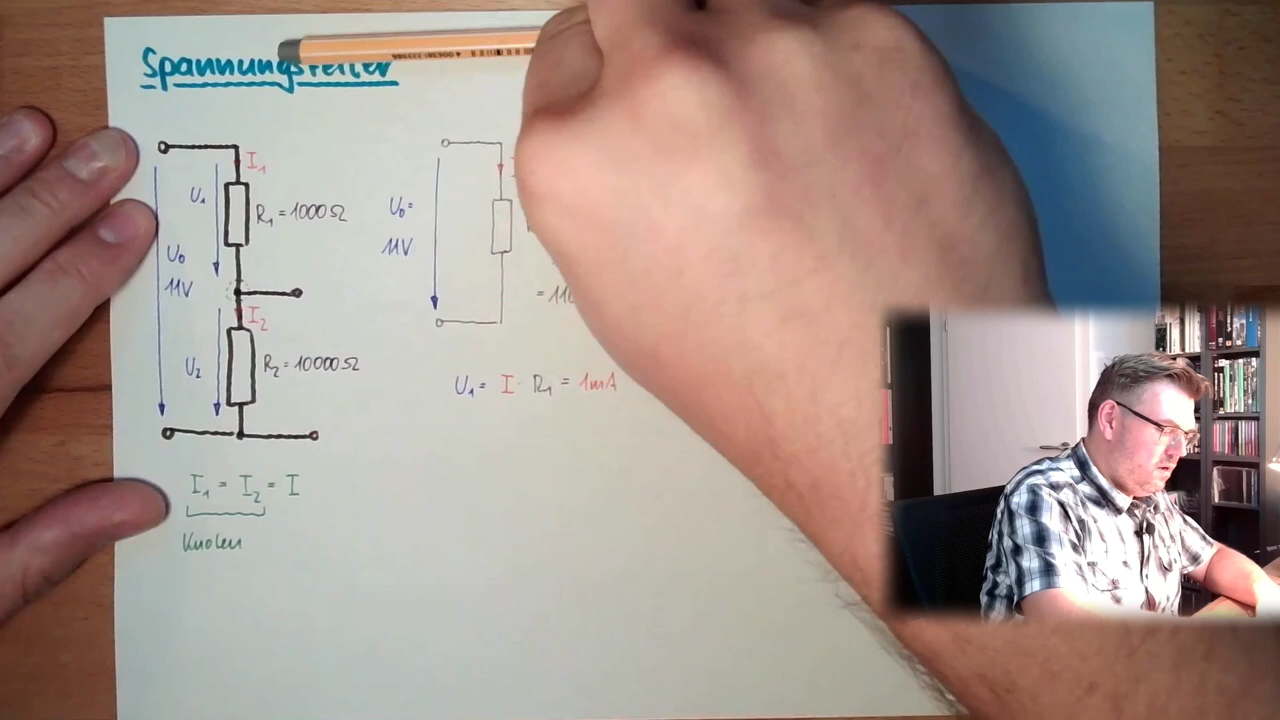 Spannungsteiler
I₁
U₁
R₁ = 1000 Ω
U₀
11V
I₂
U₂
R₂ = 10000 Ω
I₁ = I₂ = I
Knoten
U₀ =
11V
= 11
U₁ = I · R₁ = 1mA